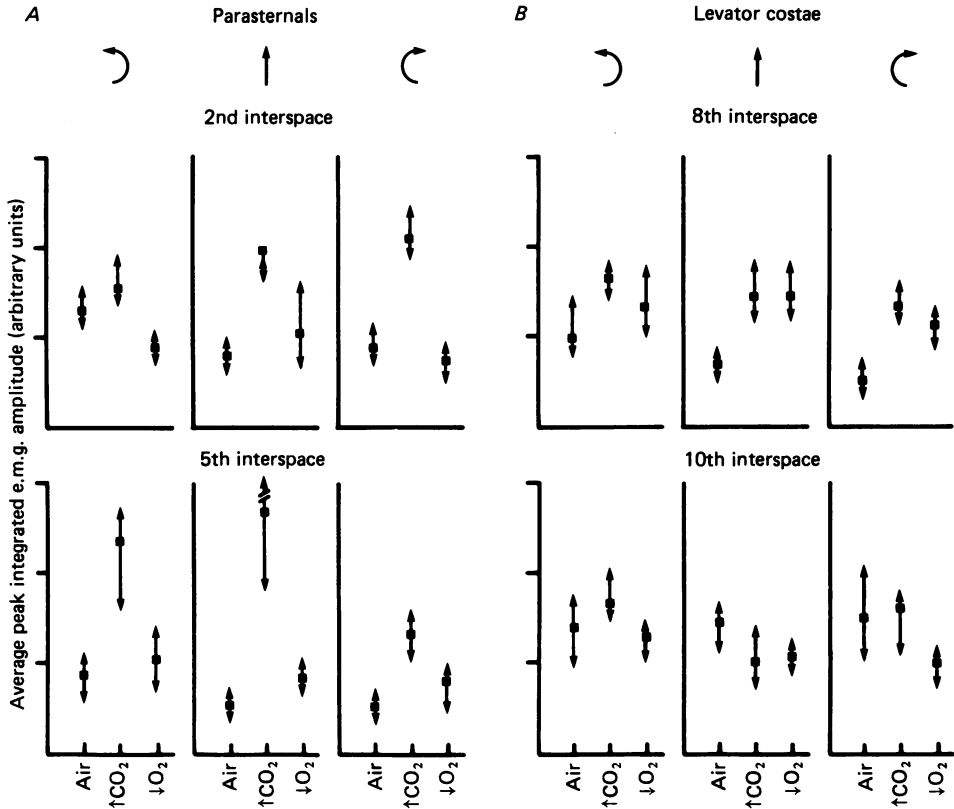 A
Parasternals
B
Levator costae
2nd interspace
8th interspace
Average peak integrated e.m.g. amplitude (arbitrary units)
5th interspace
10th interspace
Air
↑CO₂
↓O₂
Air
↑CO₂
↓O₂
Air
↑CO₂
↓O₂
Air
↑CO₂
↓O₂
Air
↑CO₂
↓O₂
Air
↑CO₂
↓O₂